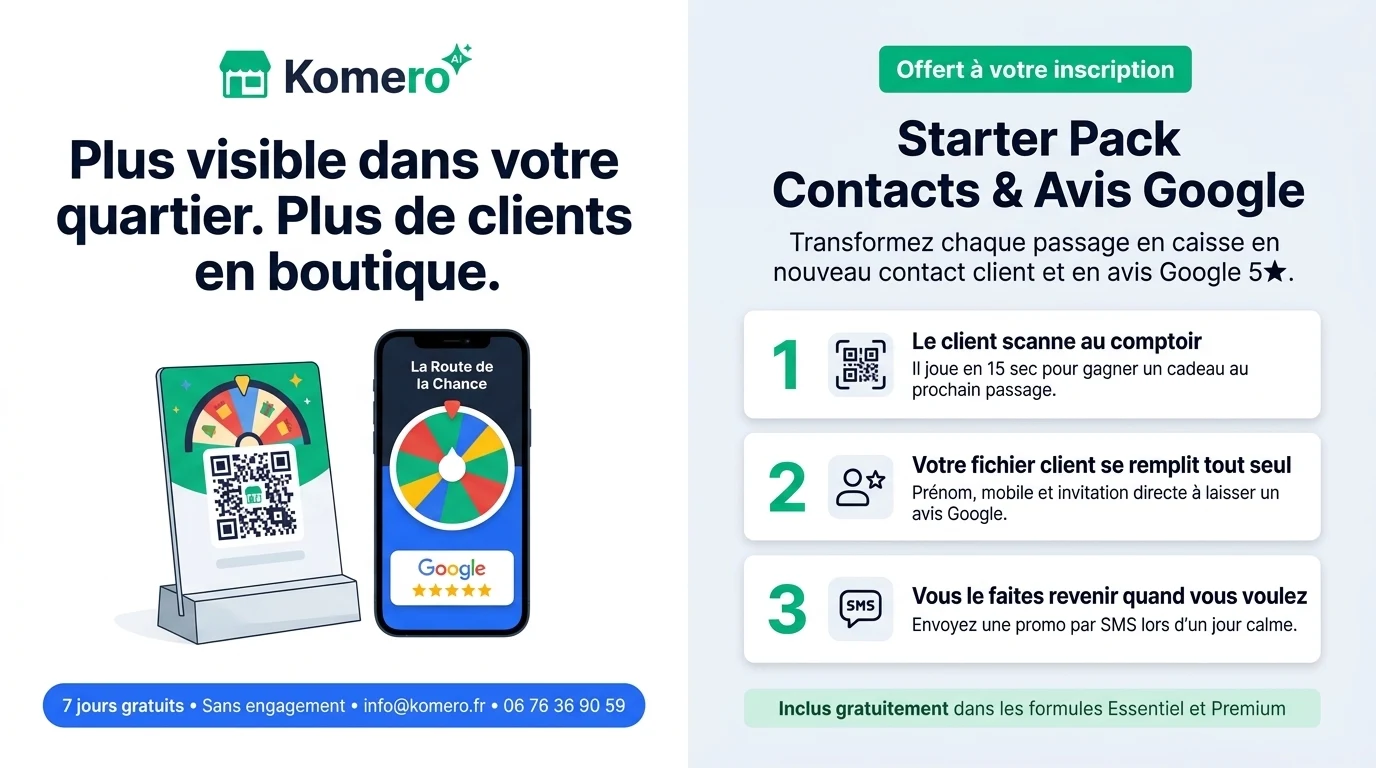 Komero AI
Plus visible dans votre
quartier. Plus de clients
en boutique.
La Route de
la Chance
Google
7 jours gratuits • Sans engagement • info@komero.fr • 06 76 36 90 59
Offert à votre inscription
Starter Pack
Contacts & Avis Google
Transformez chaque passage en caisse en
nouveau contact client et en avis Google 5★.
1
Le client scanne au comptoir
Il joue en 15 sec pour gagner un cadeau au
prochain passage.
2
Votre fichier client se remplit tout seul
Prénom, mobile et invitation directe à laisser un
avis Google.
3
SMS
Vous le faites revenir quand vous voulez
Envoyez une promo par SMS lors d'un jour calme.
Inclus gratuitement dans les formules Essentiel et Premium